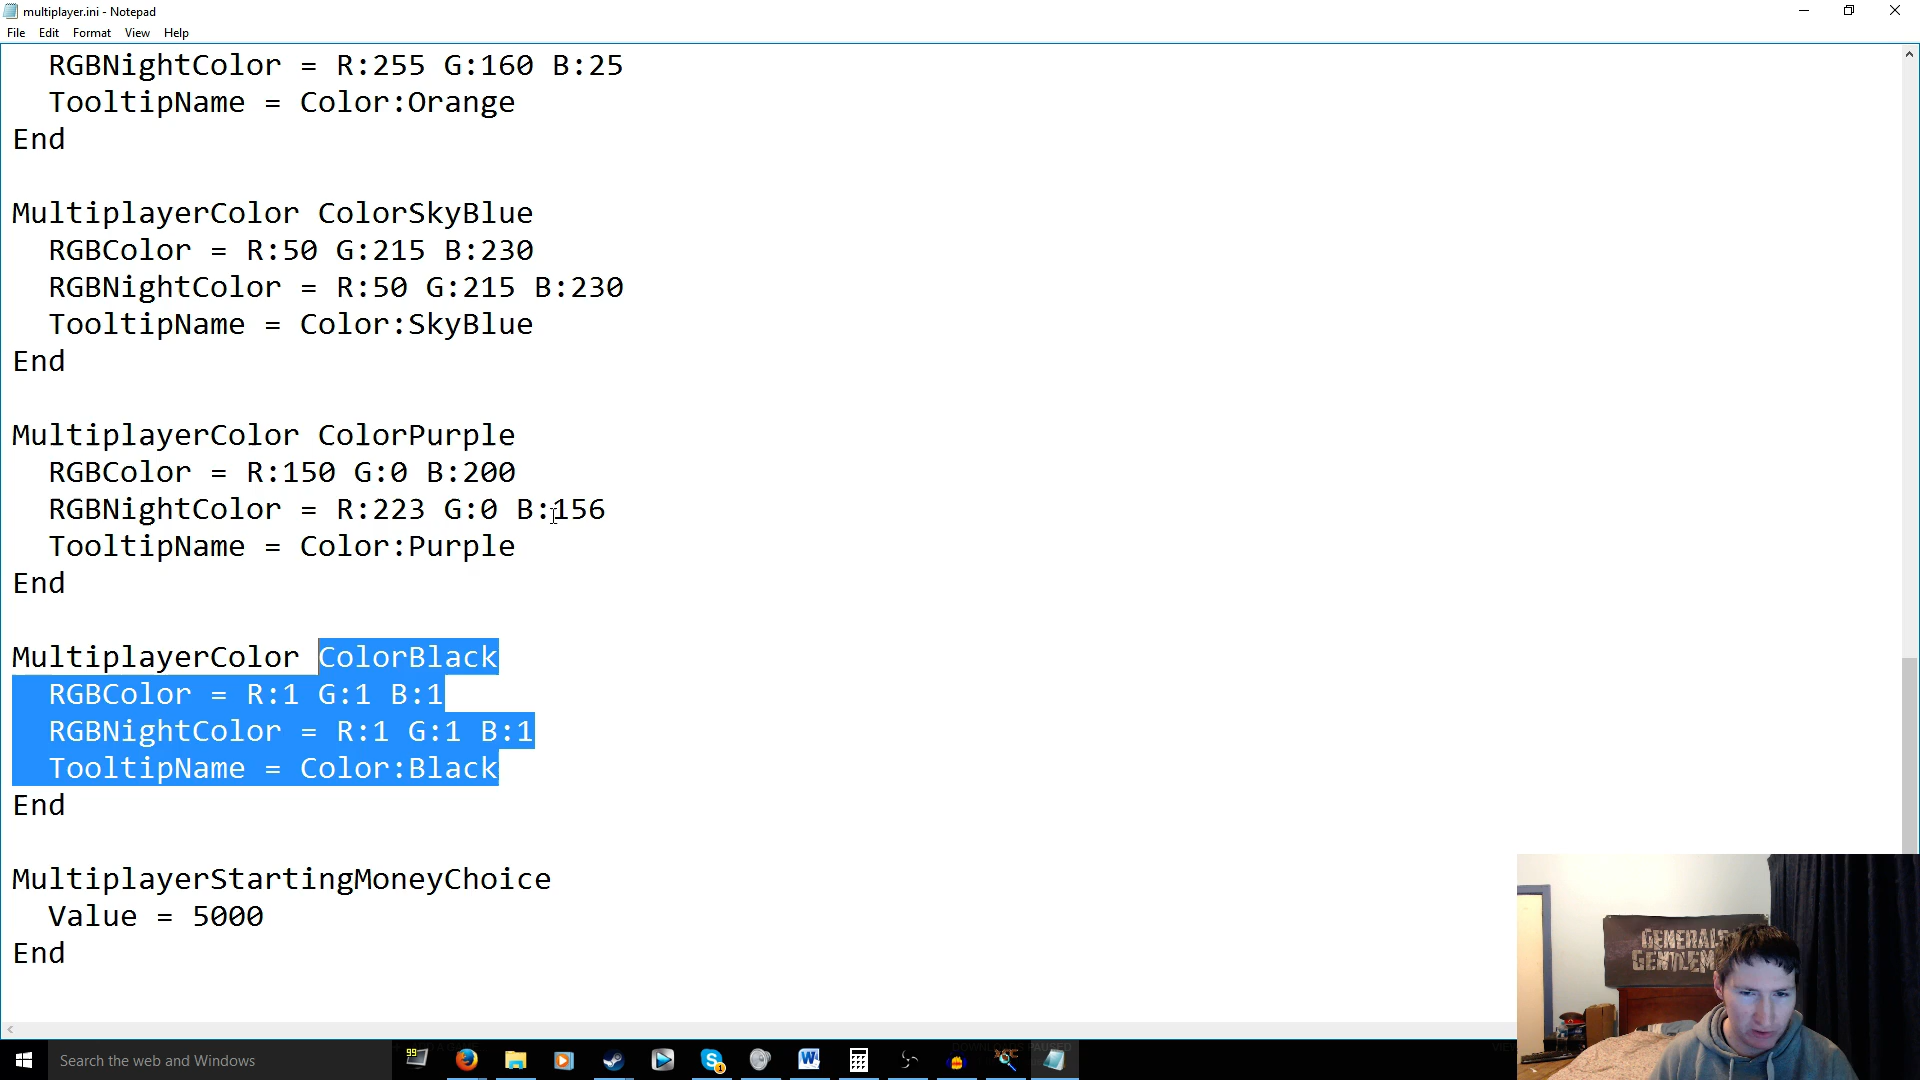 multiplayer.ini - Notepad
File Edit Format View Help
RGBNightColor = R:255 G:160 B:25
TooltipName = Color:Orange
End
MultiplayerColor ColorSkyBlue
RGBColor = R:50 G:215 B:230
RGBNightColor = R:50 G:215 B:230
TooltipName = Color:SkyBlue
End
MultiplayerColor ColorPurple
RGBColor = R:150 G:0 B:200
RGBNightColor = R:223 G:0 B:156
TooltipName = Color:Purple
End
MultiplayerColor ColorBlack
RGBColor = R:1 G:1 B:1
RGBNightColor = R:1 G:1 B:1
TooltipName = Color:Black
End
MultiplayerStartingMoneyChoice
Value = 5000
End
GENERALS
Search the web and Windows
99
1